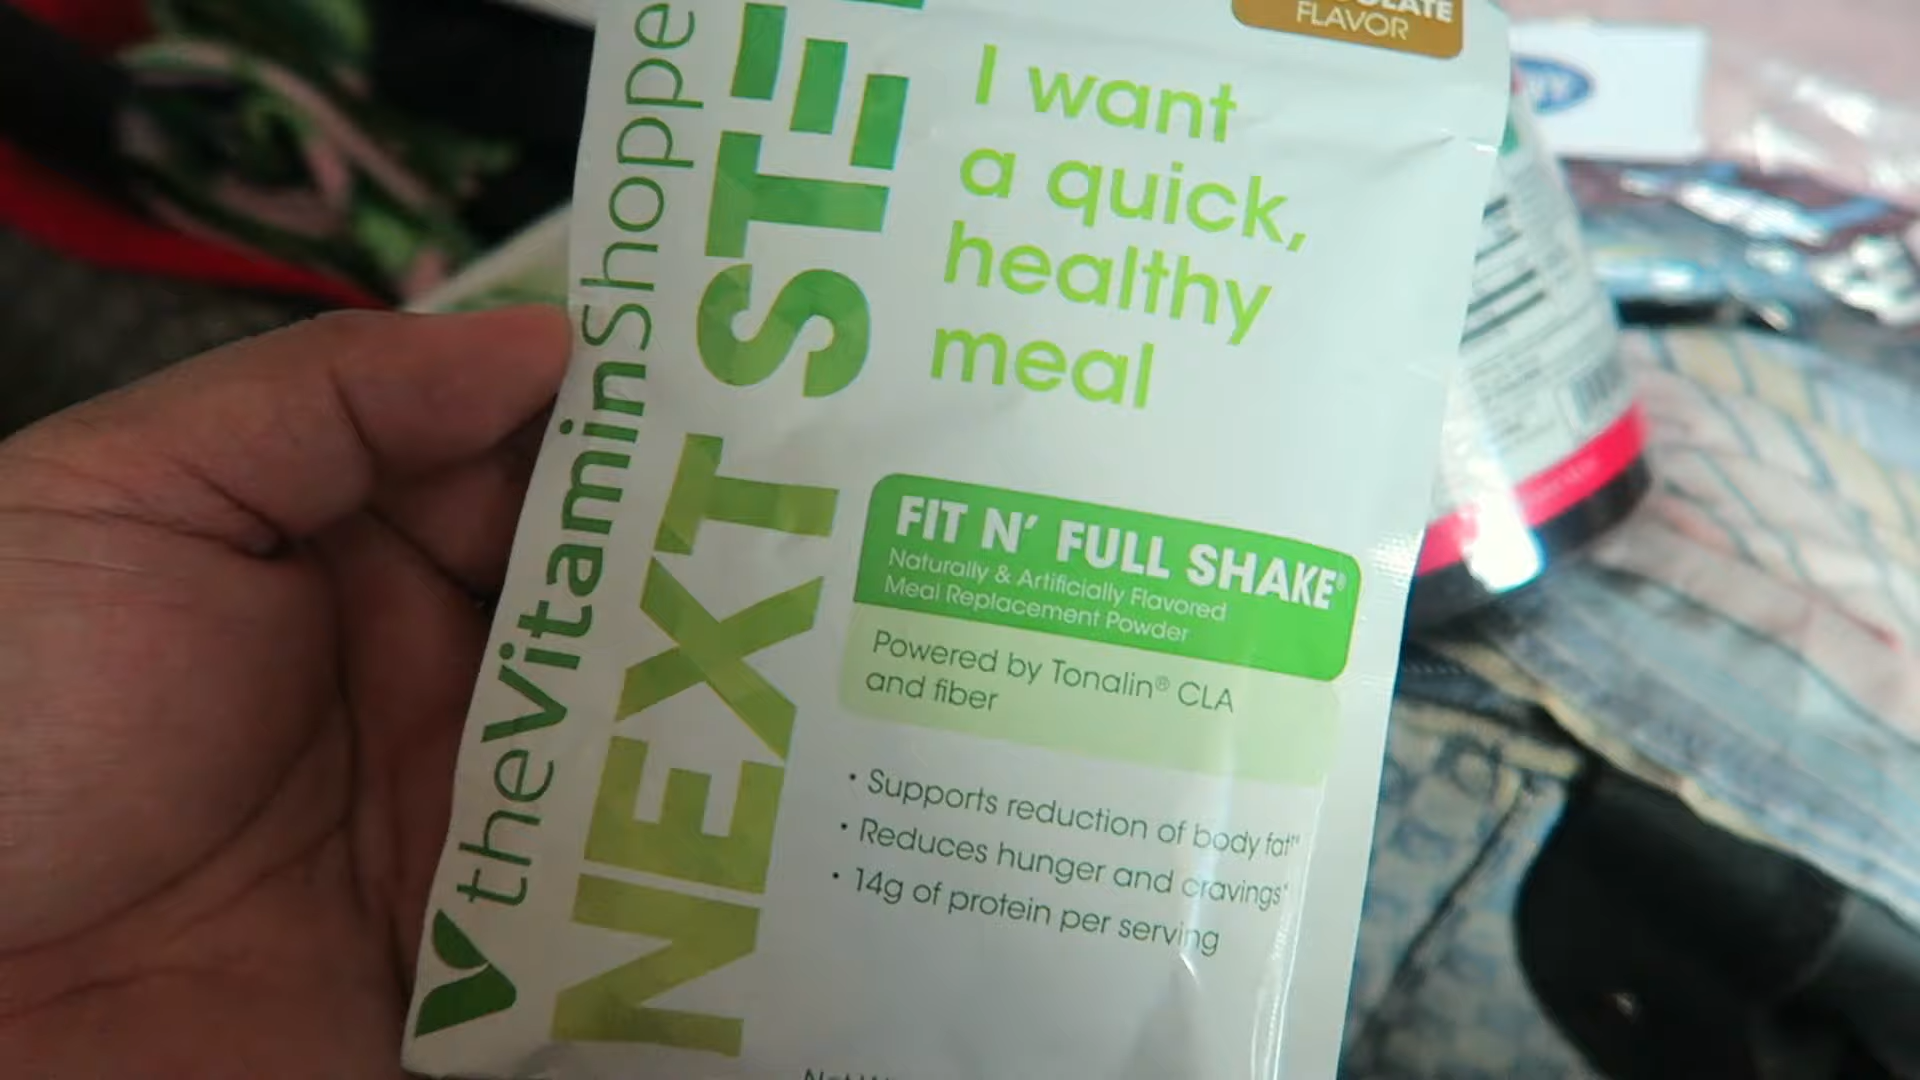 FLAVOR
theVitaminShoppe
NEXT STEP
I want
a quick,
healthy
meal
FIT N' FULL SHAKE®
Naturally & Artificially Flavored
Meal Replacement Powder
Powered by Tonalin® CLA
and fiber
• Supports reduction of body fat**
• Reduces hunger and cravings*
• 14g of protein per serving